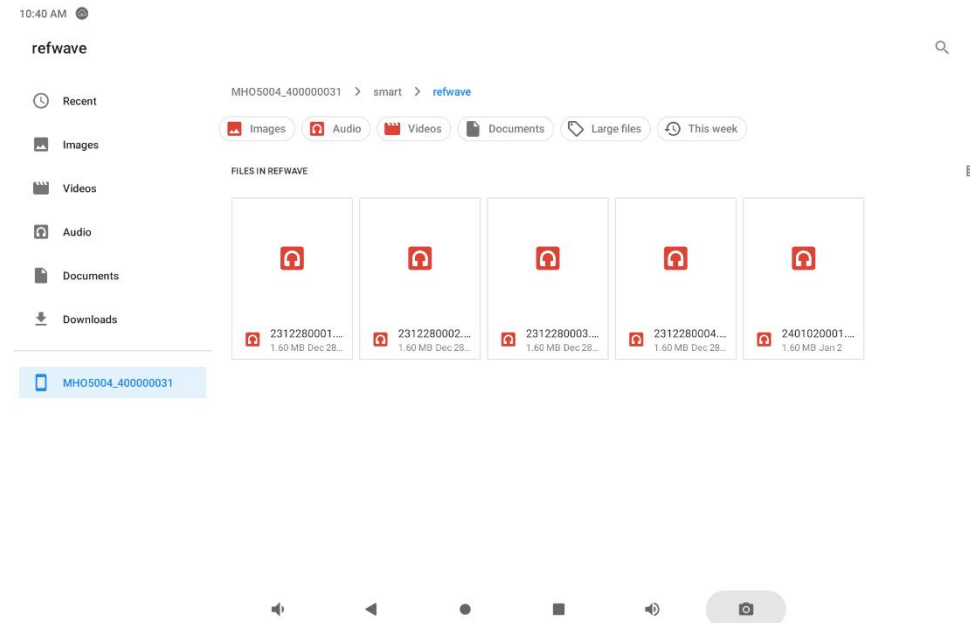 10:40 AM
refwave
Recent
Images
Videos
Audio
Documents
Downloads
MHO5004_400000031
MHO5004_400000031 > smart > refwave
Images Audio Videos Documents Large files This week
FILES IN REFWAVE
2312280001.... 2312280002.... 2312280003.... 2312280004.... 2401020001....
1.60 MB Dec 28... 1.60 MB Dec 28... 1.60 MB Dec 28... 1.60 MB Dec 28... 1.60 MB Jan 2